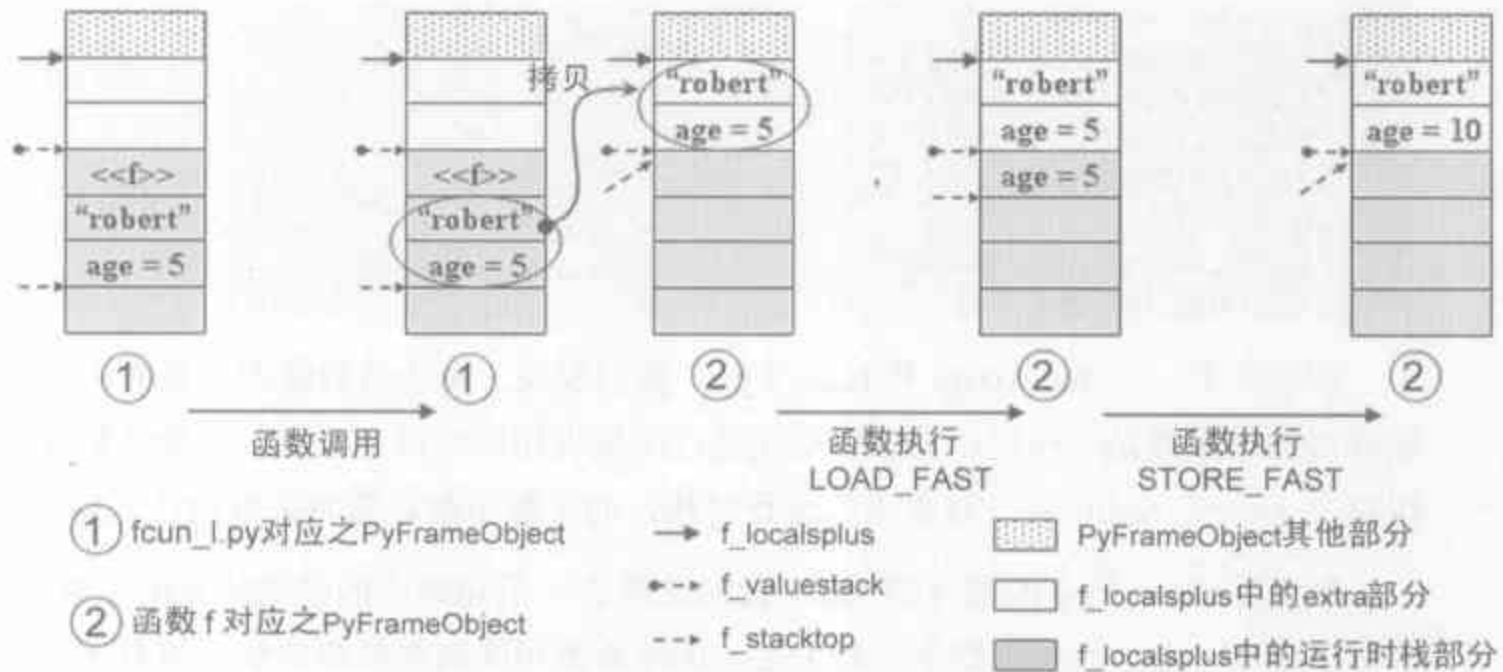 拷贝
<<f>>
“robert”
age = 5
<<f>>
“robert”
age = 5
“robert”
age = 5
“robert”
age = 5
age = 5
“robert”
age = 10
①
①
②
②
②
函数调用
函数执行
LOAD_FAST
函数执行
STORE_FAST
① fcun_l.py对应之PyFrameObject
② 函数 f 对应之PyFrameObject
f_localsplus
f_valuestack
f_stacktop
PyFrameObject其他部分
f_localsplus中的extra部分
f_localsplus中的运行时栈部分